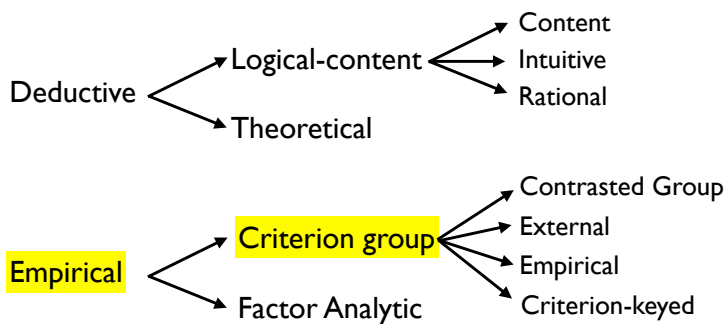 Deductive
Logical-content
Theoretical
Content
Intuitive
Rational
Empirical
Criterion group
Factor Analytic
Contrasted Group
External
Empirical
Criterion-keyed